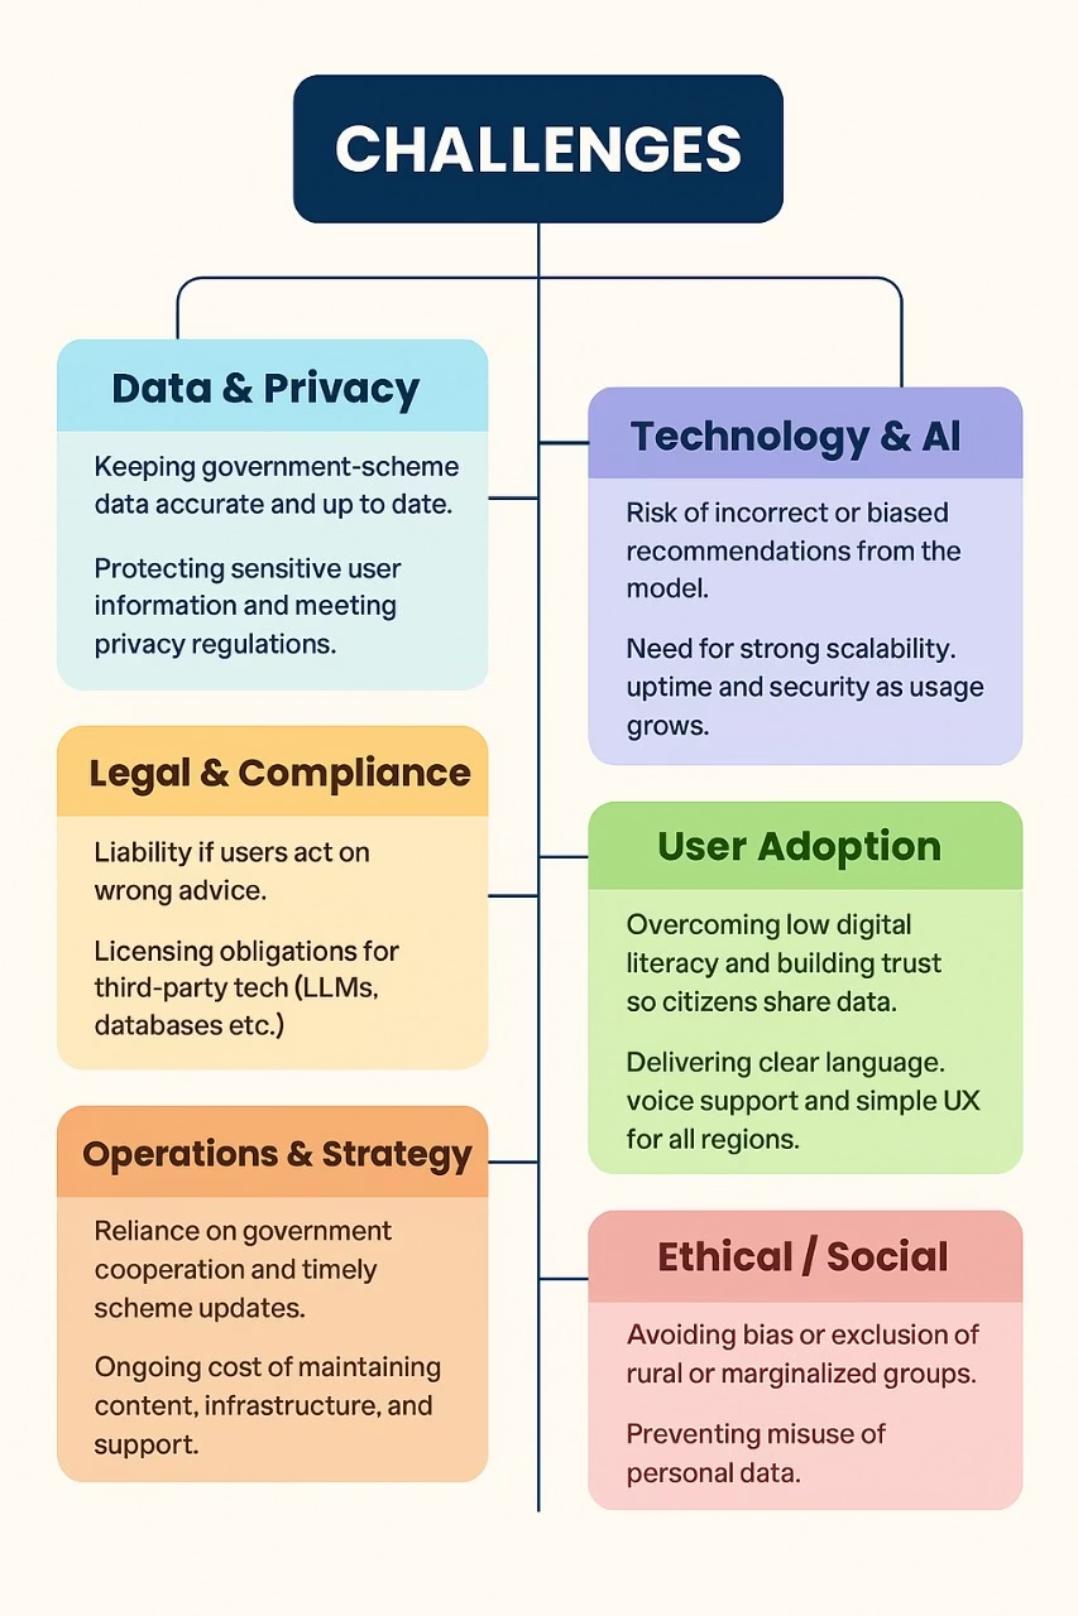 CHALLENGES
Data & Privacy
Keeping government-scheme
data accurate and up to date.
Protecting sensitive user
information and meeting
privacy regulations.
Technology & AI
Risk of incorrect or biased
recommendations from the
model.
Need for strong scalability.
uptime and security as usage
grows.
Legal & Compliance
Liability if users act on
wrong advice.
Licensing obligations for
third-party tech (LLMs,
databases etc.)
User Adoption
Overcoming low digital
literacy and building trust
so citizens share data.
Delivering clear language.
voice support and simple UX
for all regions.
Operations & Strategy
Reliance on government
cooperation and timely
scheme updates.
Ongoing cost of maintaining
content, infrastructure, and
support.
Ethical / Social
Avoiding bias or exclusion of
rural or marginalized groups.
Preventing misuse of
personal data.